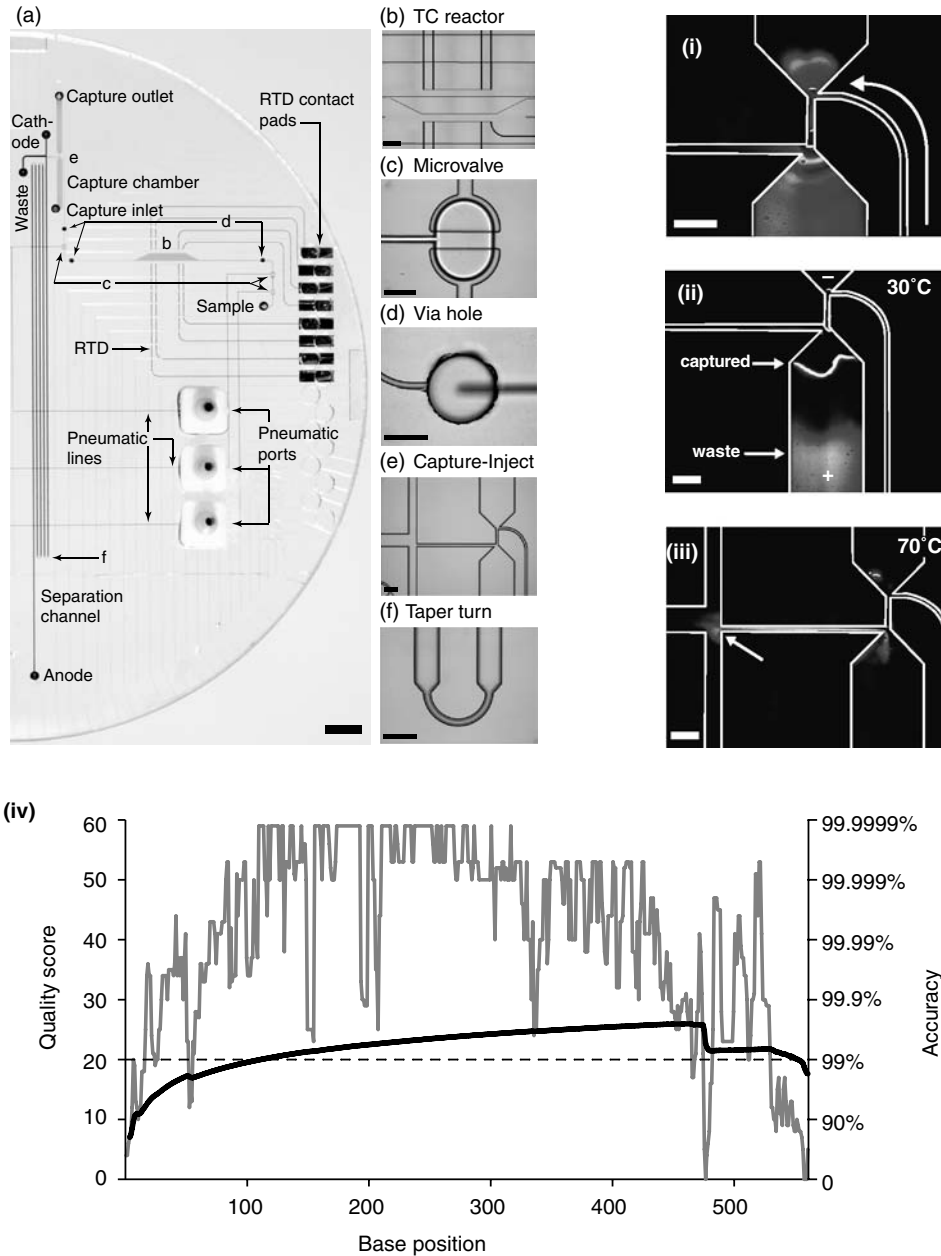 (a)
Capture outlet
Cath-
ode
e
Waste
Capture chamber
Capture inlet
RTD contact
pads
d
b
c
Sample
RTD
Pneumatic
lines
Pneumatic
ports
f
Separation
channel
Anode
(b) TC reactor
(c) Microvalve
(d) Via hole
(e) Capture-Inject
(f) Taper turn
(i)
(ii)
–
30°C
captured
waste
+
(iii)
70°C
(iv)
Quality score
60
50
40
30
20
10
0
99.9999%
99.999%
99.99%
99.9%
99%
90%
0
Accuracy
100
200
300
400
500
Base position